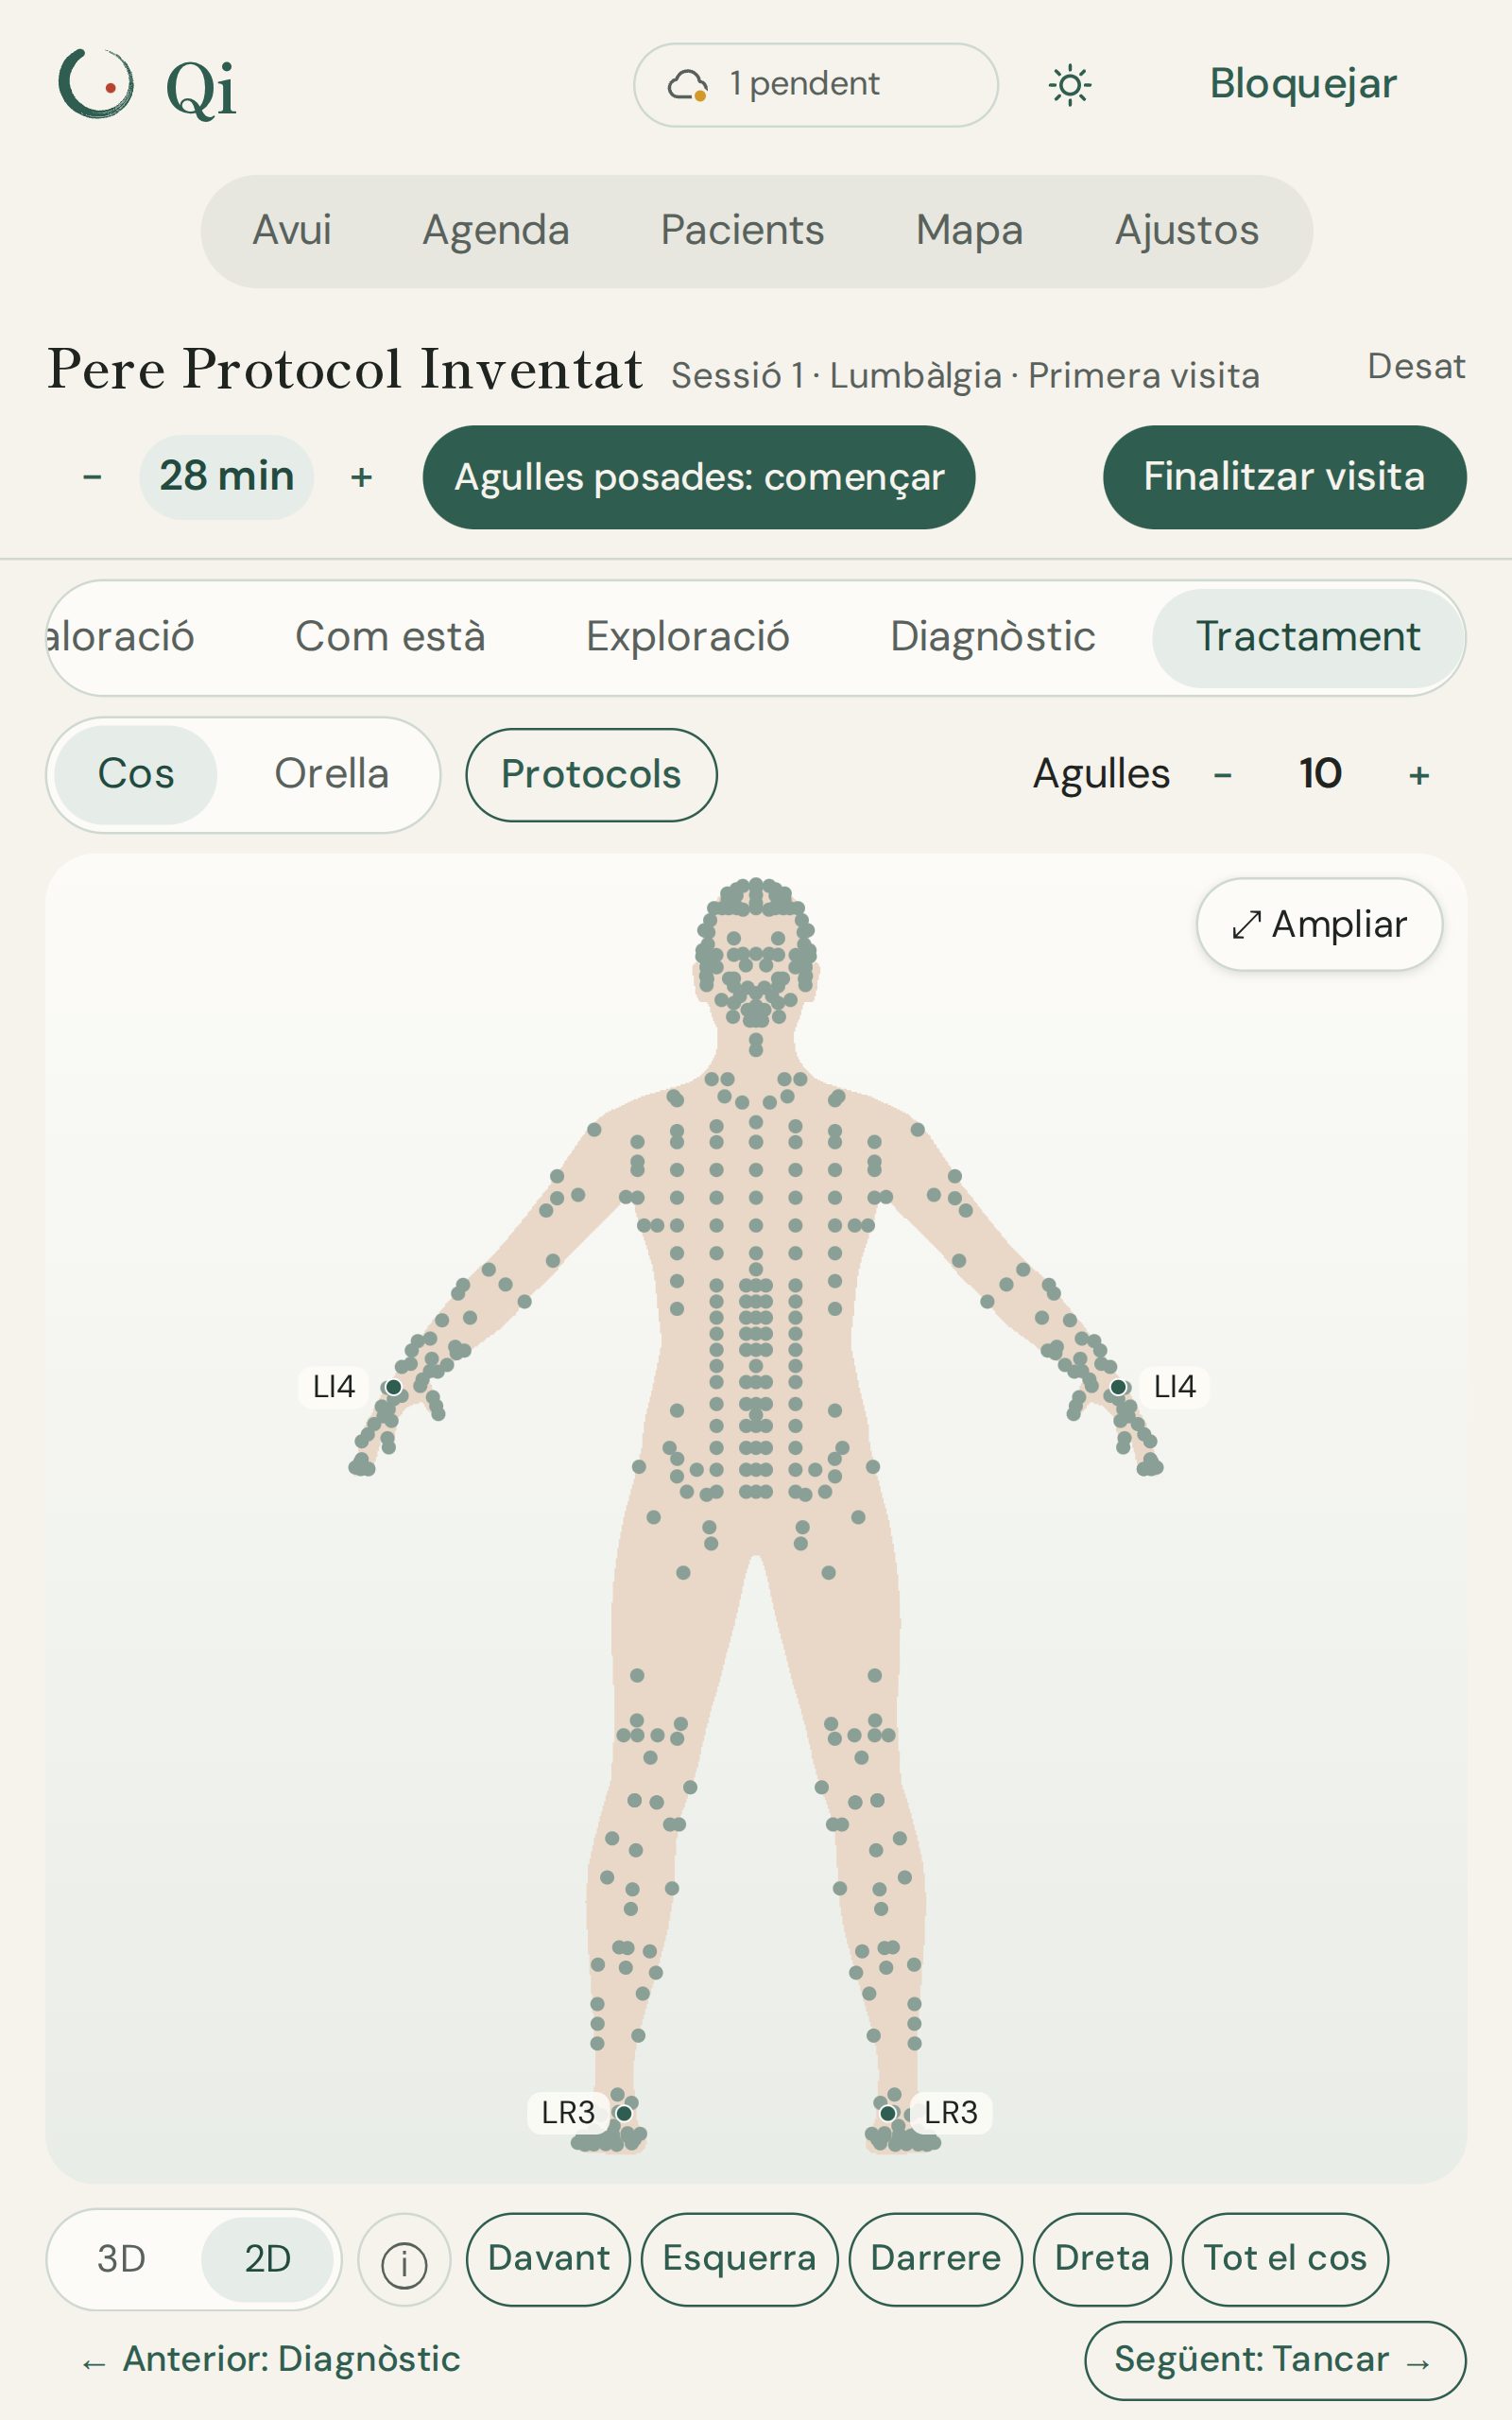 Qi
1 pendent
Bloquejar
Avui Agenda Pacients Mapa Ajustos
Pere Protocol Inventat Sessió 1 · Lumbàlgia · Primera visita Desat
− 28 min + Agulles posades: començar Finalitzar visita
aloració Com està Exploració Diagnòstic Tractament
Cos Orella Protocols Agulles − 10 +
⤢ Ampliar
LI4 LI4
LR3 LR3
3D 2D i Davant Esquerra Darrere Dreta Tot el cos
← Anterior: Diagnòstic Següent: Tancar →